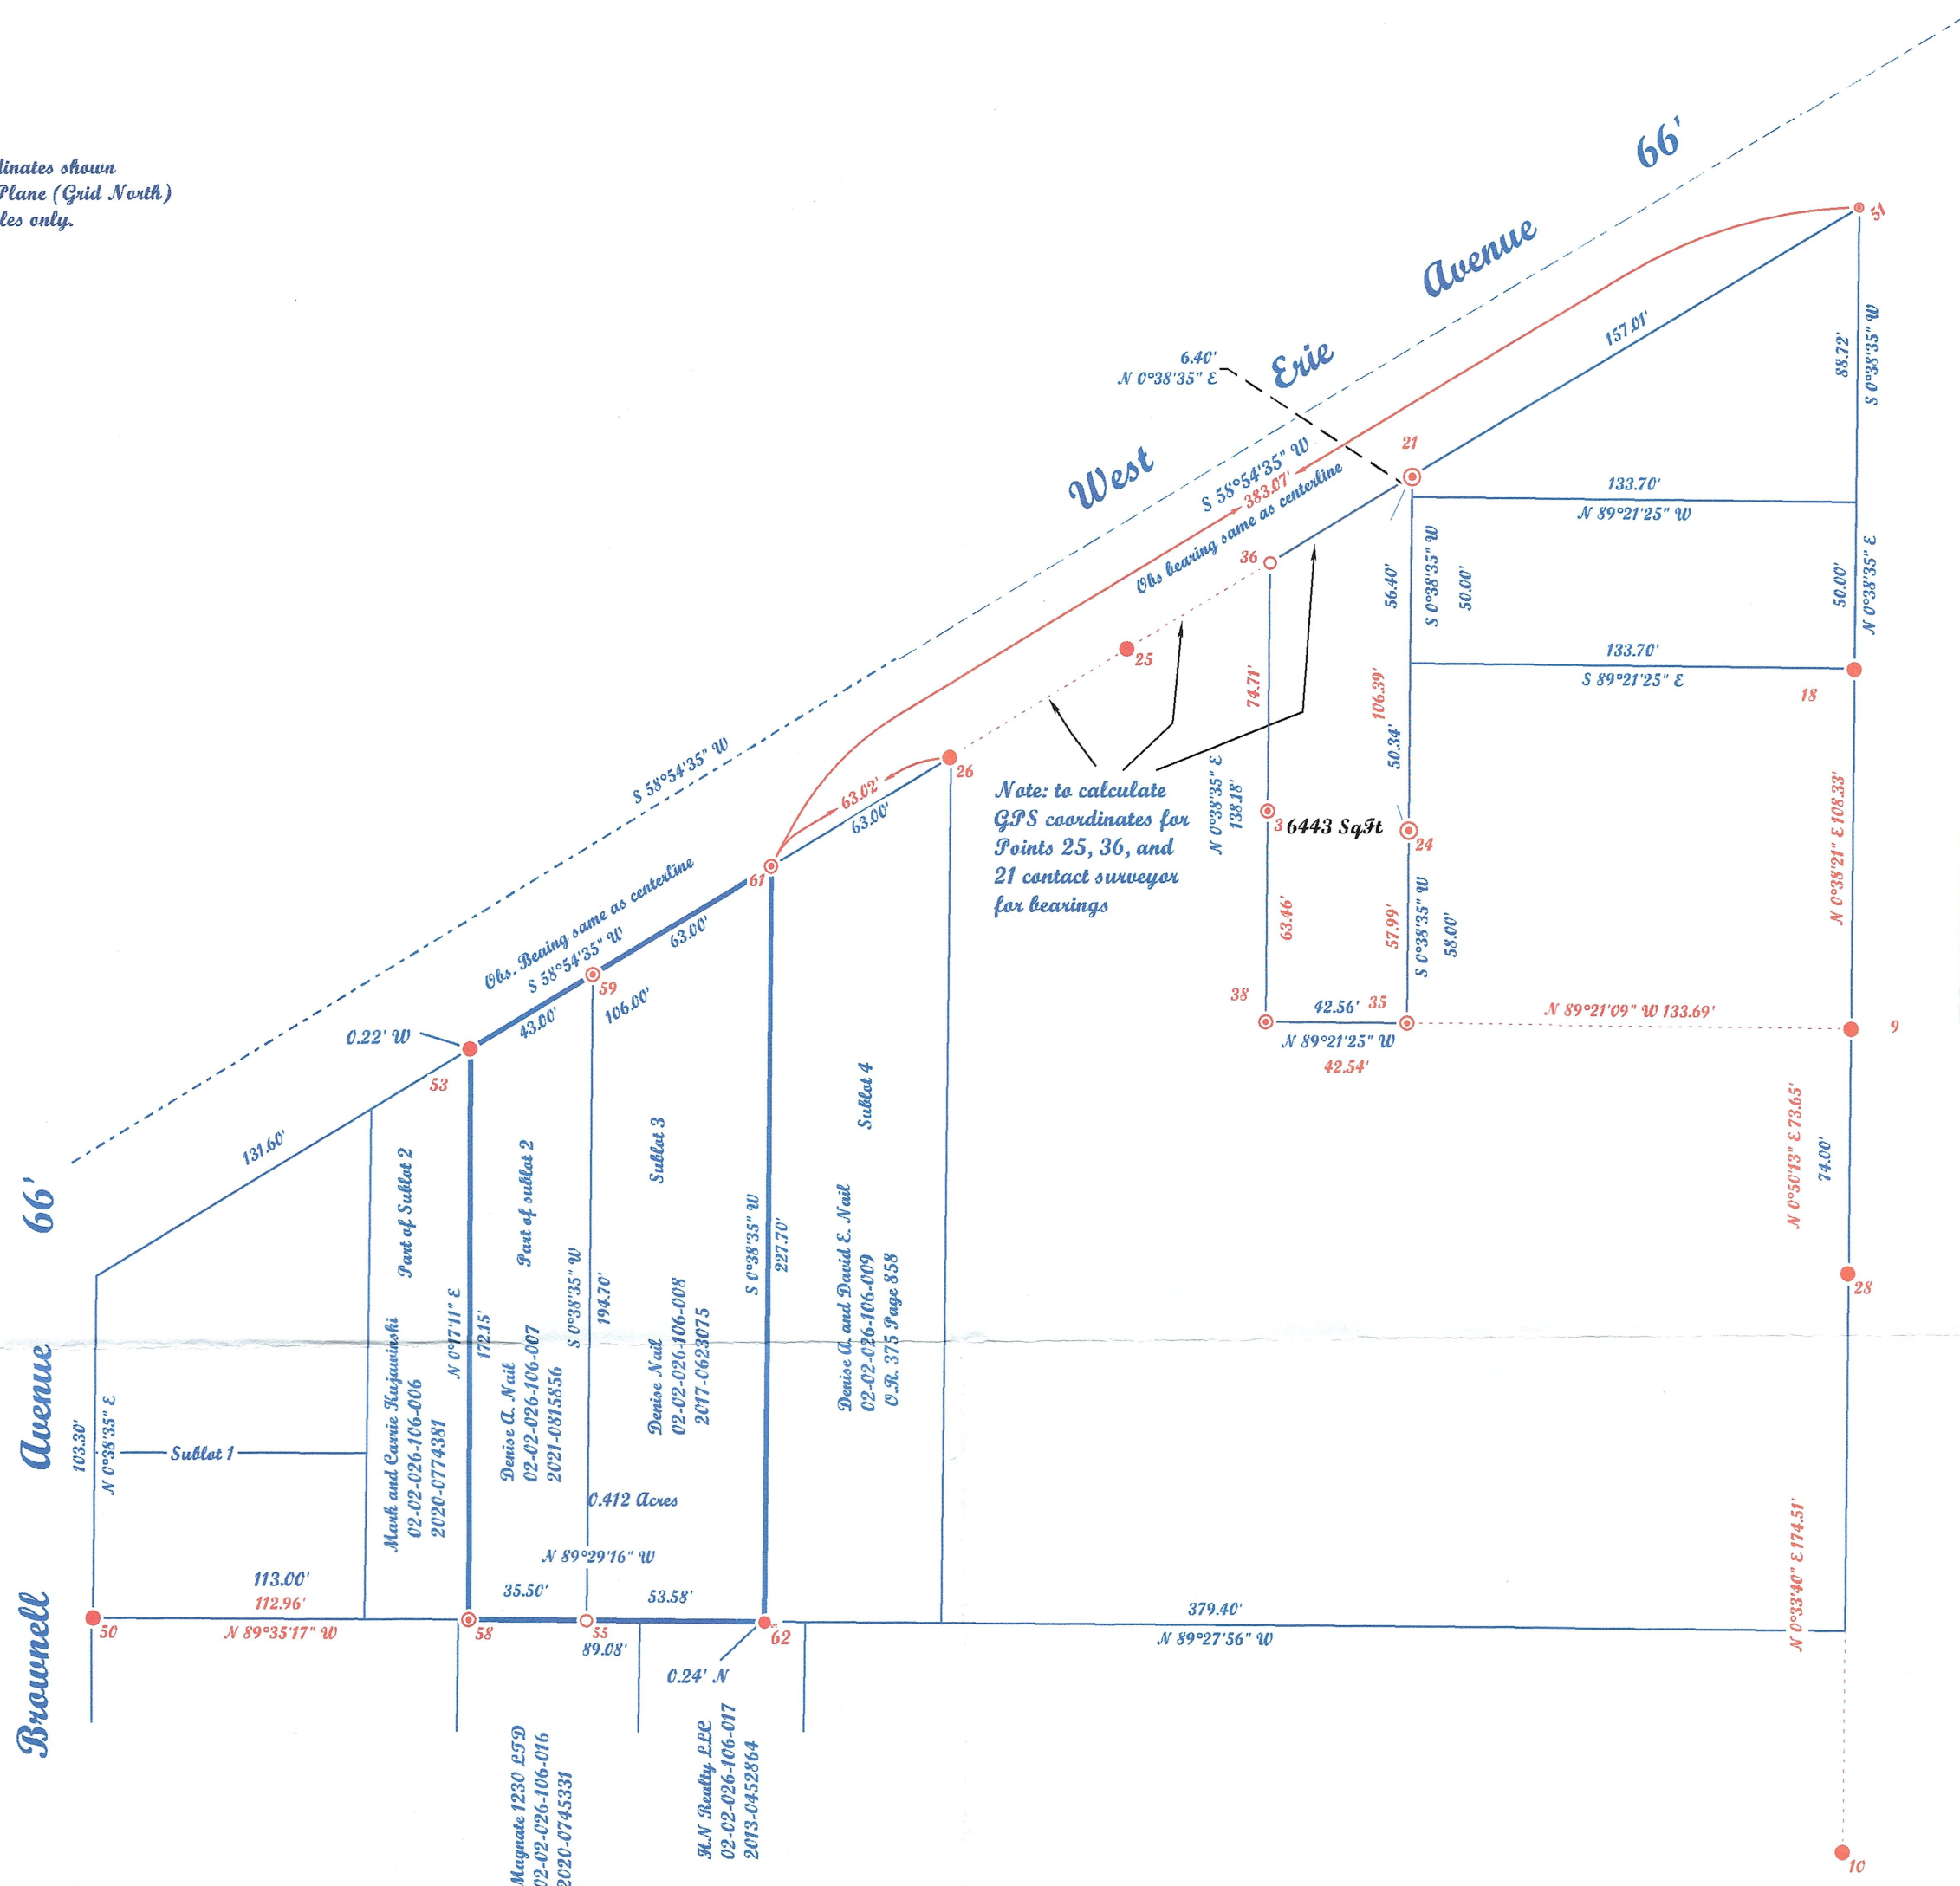 dinates shown
Plane (Grid North)
les only.
66'
Avenue
Erie
West
51
157.01'
88.72'
S 0°38'35" W
6.40'
N 0°38'35" E
21
S 58°54'35" W
383.07'
Obs bearing same as centerline
36
133.70'
N 89°21'25" W
56.40'
S 0°38'35" W
50.00'
50.00'
N 0°38'35" E
133.70'
S 89°21'25" E
18
25
74.71'
106.39'
50.34'
S 58°54'35" W
26
63.02'
63.00'
Note: to calculate
GPS coordinates for
Points 25, 36, and
21 contact surveyor
for bearings
N 0°38'35" E
138.18'
3
6443 SqFt
24
N 0°38'21" E 108.33'
61
Obs. Beaing same as centerline
S 58°54'35" W
63.00'
63.46'
57.99'
S 0°38'35" W
58.00'
59
106.00'
43.00'
0.22' W
53
38
42.56'
35
N 89°21'25" W
42.54'
N 89°21'09" W 133.69'
9
131.60'
N 0°50'13" E 73.65'
74.00'
28
66'
Avenue
Brownell
103.30'
N 0°38'35" E
Sublot 1
Part of Sublot 2
Mark and Carrie Kujawinski
02-02-026-106-006
2020-0774381
N 0°17'11" E
172.15'
Part of sublot 2
Denise A. Nail
02-02-026-106-007
2021-0815856
S 0°38'35" W
194.70'
Sublot 3
Denise Nail
02-02-026-106-008
2017-0623075
S 0°38'35" W
227.70'
Sublot 4
Denise A. and David E. Nail
02-02-026-106-009
O.R. 375 Page 858
0.412 Acres
N 89°29'16" W
35.50'
53.58'
113.00'
112.96'
50
N 89°35'17" W
58
55
89.08'
62
0.24' N
379.40'
N 89°27'56" W
N 0°33'40" E 174.51'
Magnate 1230 LTD
02-02-026-106-016
2020-0745331
HN Realty LLC
02-02-026-106-017
2013-0452864
10